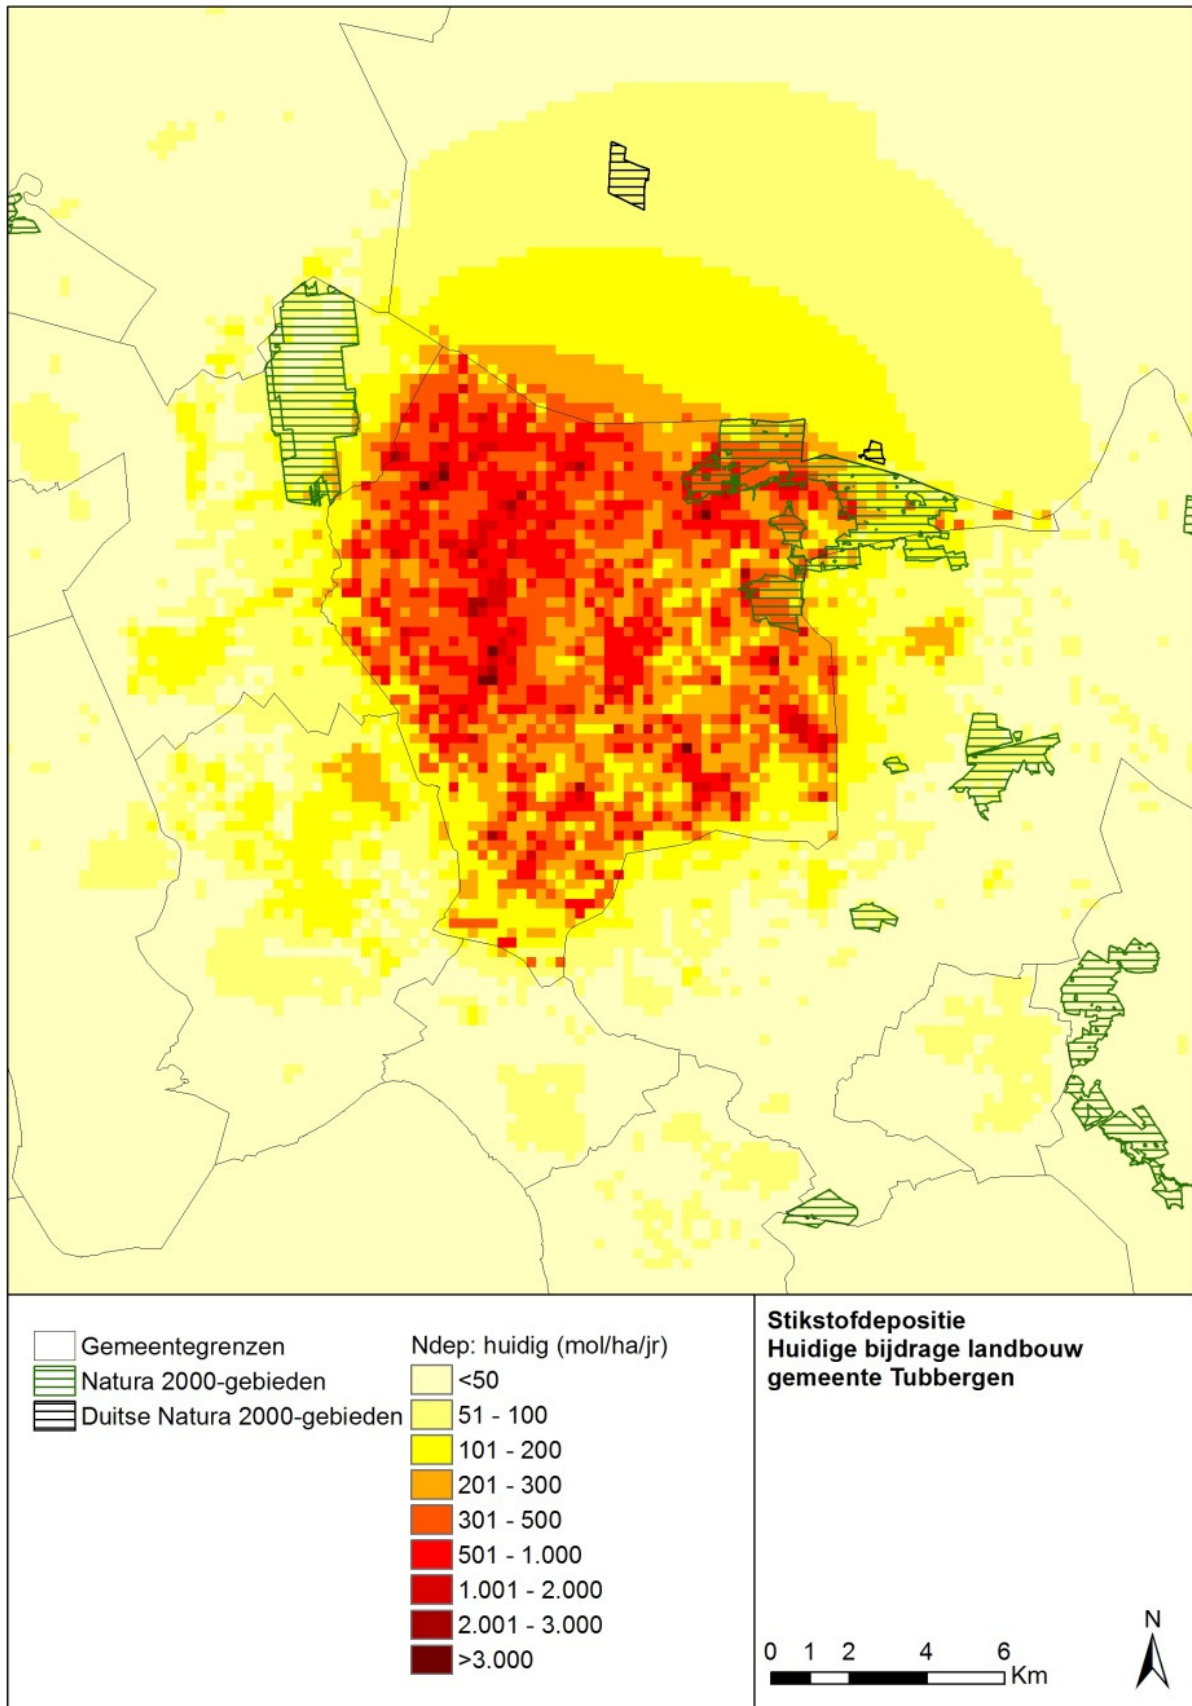 Gemeentegrenzen
Natura 2000-gebieden
Duitse Natura 2000-gebieden
Ndep: huidig (mol/ha/jr)
<50
51 - 100
101 - 200
201 - 300
301 - 500
501 - 1.000
1.001 - 2.000
2.001 - 3.000
>3.000
Stikstofdepositie
Huidige bijdrage landbouw
gemeente Tubbergen
N
0 1 2 4 6
Km